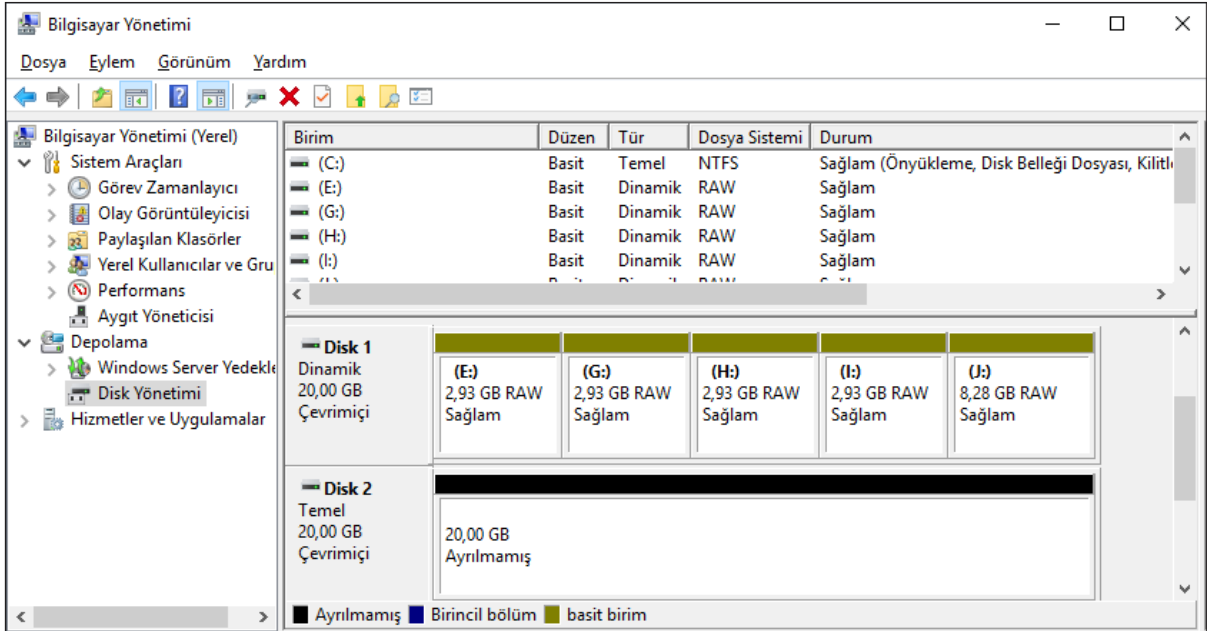 Bilgisayar Yönetimi
Dosya Eylem Görünüm Yardım
Bilgisayar Yönetimi (Yerel)
Sistem Araçları
Görev Zamanlayıcı
Olay Görüntüleyicisi
Paylaşılan Klasörler
Yerel Kullanıcılar ve Gru
Performans
Aygıt Yöneticisi
Depolama
Windows Server Yedekle
Disk Yönetimi
Hizmetler ve Uygulamalar
Birim Düzen Tür Dosya Sistemi Durum
(C:) Basit Temel NTFS Sağlam (Önyükleme, Disk Belleği Dosyası, Kilitl
(E:) Basit Dinamik RAW Sağlam
(G:) Basit Dinamik RAW Sağlam
(H:) Basit Dinamik RAW Sağlam
(I:) Basit Dinamik RAW Sağlam
Disk 1
Dinamik
20,00 GB
Çevrimiçi
(E:)
2,93 GB RAW
Sağlam
(G:)
2,93 GB RAW
Sağlam
(H:)
2,93 GB RAW
Sağlam
(I:)
2,93 GB RAW
Sağlam
(J:)
8,28 GB RAW
Sağlam
Disk 2
Temel
20,00 GB
Çevrimiçi
20,00 GB
Ayrılmamış
Ayrılmamış Birincil bölüm basit birim